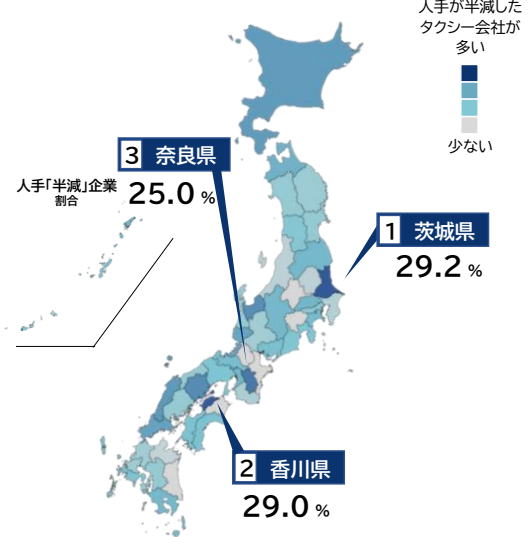 人手が半減した
タクシー会社が
多い
少ない
3 奈良県
人手「半減」企業
割合
25.0 %
1 茨城県
29.2 %
2 香川県
29.0 %